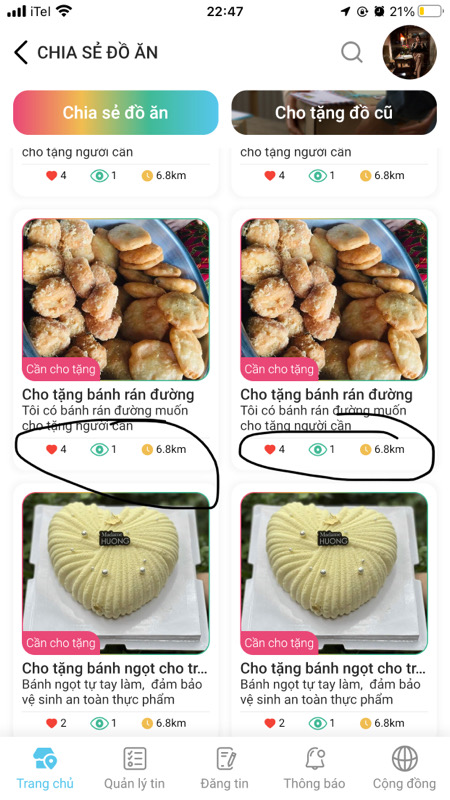 iTel
22:47
21%
CHIA SẺ ĐỒ ĂN
Chia sẻ đồ ăn
Cho tặng đồ cũ
cho tặng người cần
4 1 6.8km
cho tặng người cần
4 1 6.8km
Cần cho tặng
Cho tặng bánh rán đường
Tôi có bánh rán đường muốn
cho tặng người cần
4 1 6.8km
Cần cho tặng
Cho tặng bánh rán đường
Tôi có bánh rán đường muốn
cho tặng người cần
4 1 6.8km
Madame
HUONG
Cần cho tặng
Cho tặng bánh ngọt cho tr...
Bánh ngọt tự tay làm, đảm bảo
vệ sinh an toàn thực phẩm
2 1 6.8km
Madame
HUONG
Cần cho tặng
Cho tặng bánh ngọt cho tr...
Bánh ngọt tự tay làm, đảm bảo
vệ sinh an toàn thực phẩm
2 1 6.8km
Trang chủ
Quản lý tin
Đăng tin
Thông báo
Cộng đồng